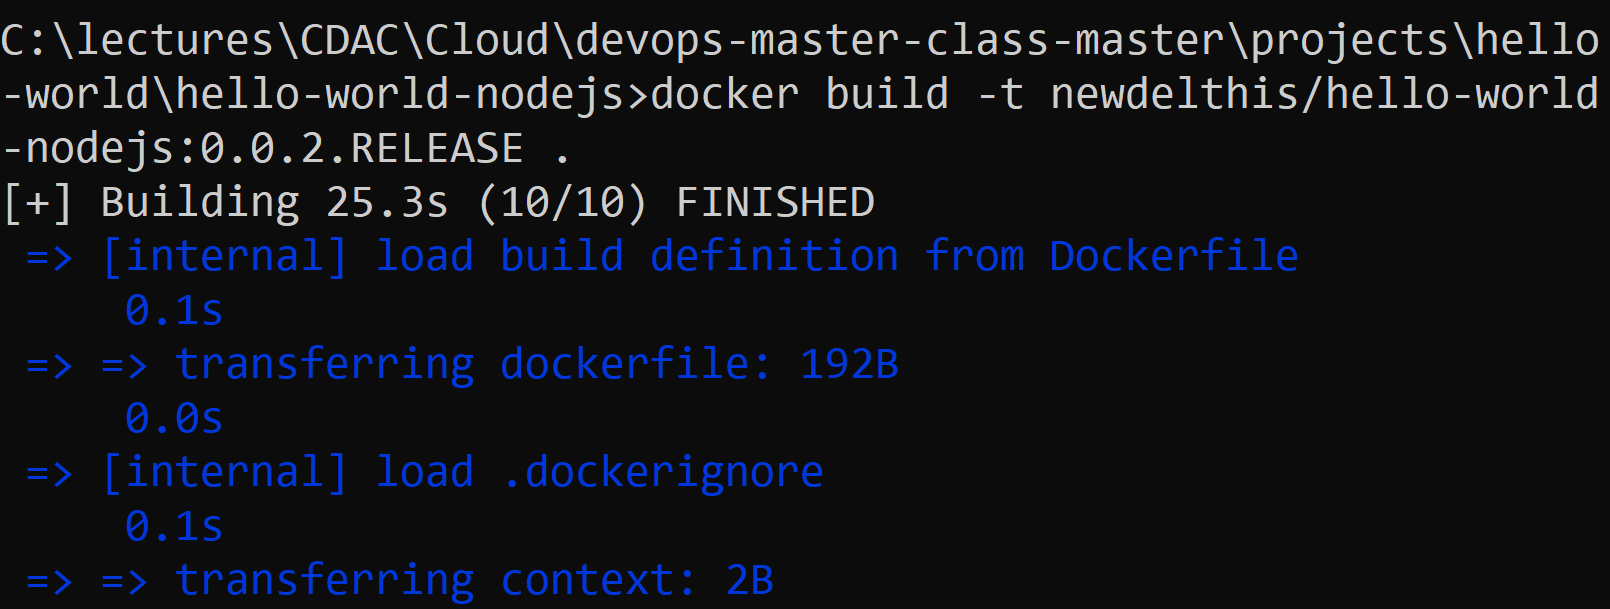 C:\lectures\CDAC\Cloud\devops-master-class-master\projects\hello
-world\hello-world-nodejs>docker build -t newdelthis/hello-world
-nodejs:0.0.2.RELEASE .
[+] Building 25.3s (10/10) FINISHED
=> [internal] load build definition from Dockerfile
0.1s
=> => transferring dockerfile: 192B
0.0s
=> [internal] load .dockerignore
0.1s
=> => transferring context: 2B